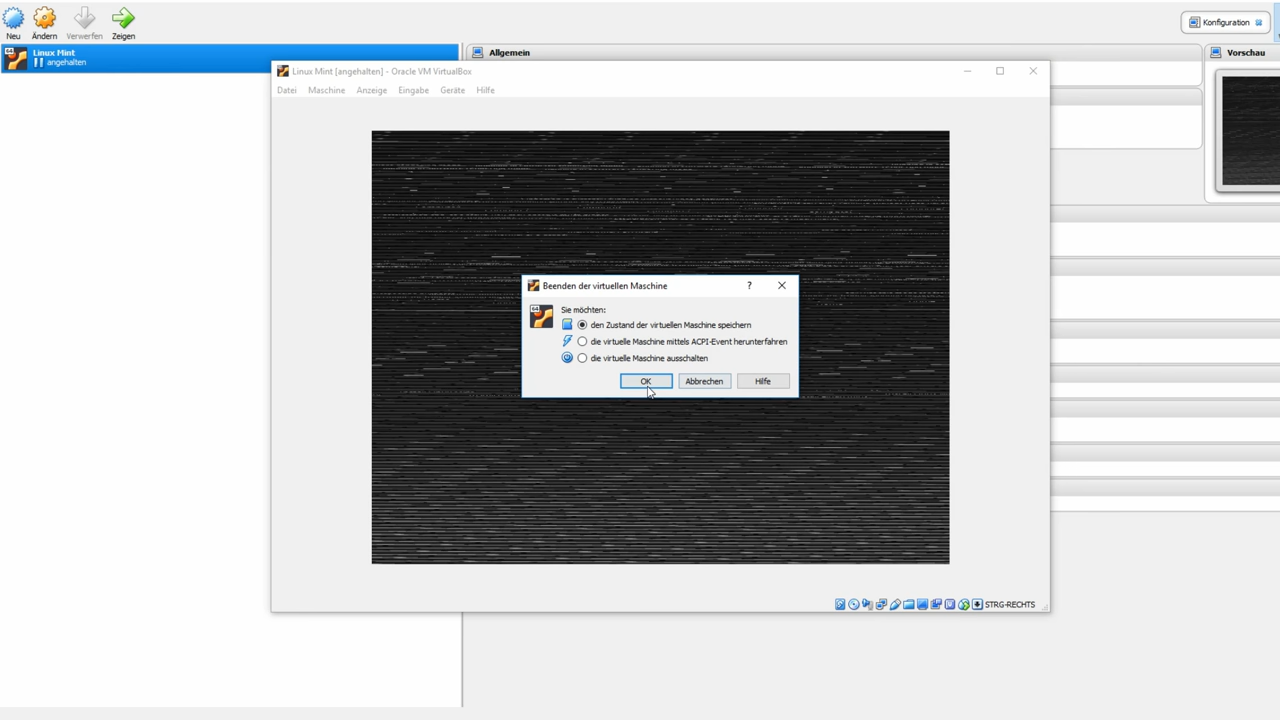 Neu Ändern Verwerfen Zeigen
Konfiguration
Linux Mint
angehalten
64
Allgemein
Vorschau
Linux Mint [angehalten] - Oracle VM VirtualBox
Datei Maschine Anzeige Eingabe Geräte Hilfe
Beenden der virtuellen Maschine
?
64
Sie möchten:
den Zustand der virtuellen Maschine speichern
die virtuelle Maschine mittels ACPI-Event herunterfahren
die virtuelle Maschine ausschalten
OK Abbrechen Hilfe
STRG-RECHTS